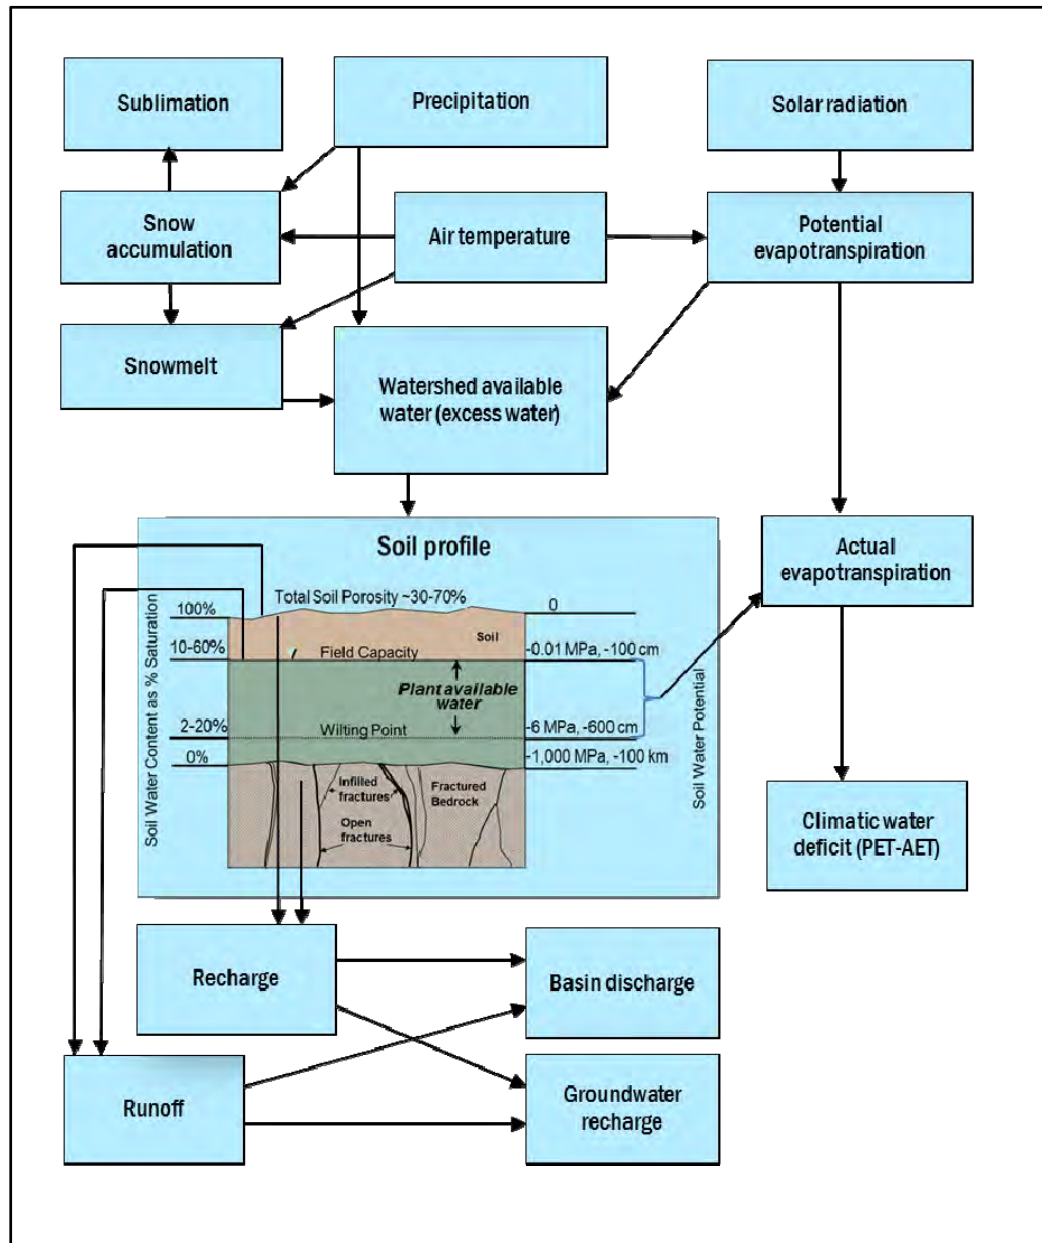 Sublimation
Precipitation
Solar radiation
Snow
accumulation
Air temperature
Potential
evapotranspiration
Snowmelt
Watershed available
water (excess water)
Soil profile
Actual
evapotranspiration
Total Soil Porosity ~30-70%
100%
0
Soil
10-60%
Field Capacity
-0.01 MPa, -100 cm
Plant available
water
2-20%
Wilting Point
-6 MPa, -600 cm
0%
-1,000 MPa, -100 km
Soil Water Content as % Saturation
Soil Water Potential
Infilled
fractures
Fractured
Bedrock
Open
fractures
Climatic water
deficit (PET-AET)
Recharge
Basin discharge
Runoff
Groundwater
recharge